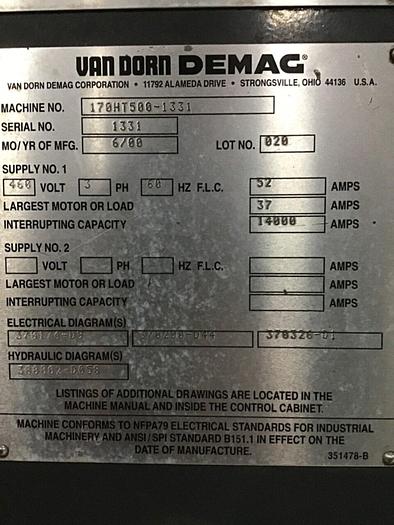 VAN DORN DEMAG®
VAN DORN DEMAG CORPORATION • 11792 ALAMEDA DRIVE • STRONGSVILLE, OHIO 44136 U.S.A.
MACHINE NO. 170HT500-1331
SERIAL NO. 1331
MO/YR OF MFG. 6/00 LOT NO. 020
SUPPLY NO. 1
460 VOLT 3 PH 60 HZ F.L.C. 52 AMPS
LARGEST MOTOR OR LOAD 37 AMPS
INTERRUPTING CAPACITY 14000 AMPS
SUPPLY NO. 2
VOLT PH HZ F.L.C. AMPS
LARGEST MOTOR OR LOAD AMPS
INTERRUPTING CAPACITY AMPS
ELECTRICAL DIAGRAM(S)
378326-D1
HYDRAULIC DIAGRAM(S)
LISTINGS OF ADDITIONAL DRAWINGS ARE LOCATED IN THE
MACHINE MANUAL AND INSIDE THE CONTROL CABINET.
MACHINE CONFORMS TO NFPA79 ELECTRICAL STANDARDS FOR INDUSTRIAL
MACHINERY AND ANSI/SPI STANDARD B151.1 IN EFFECT ON THE
DATE OF MANUFACTURE.
351478-B